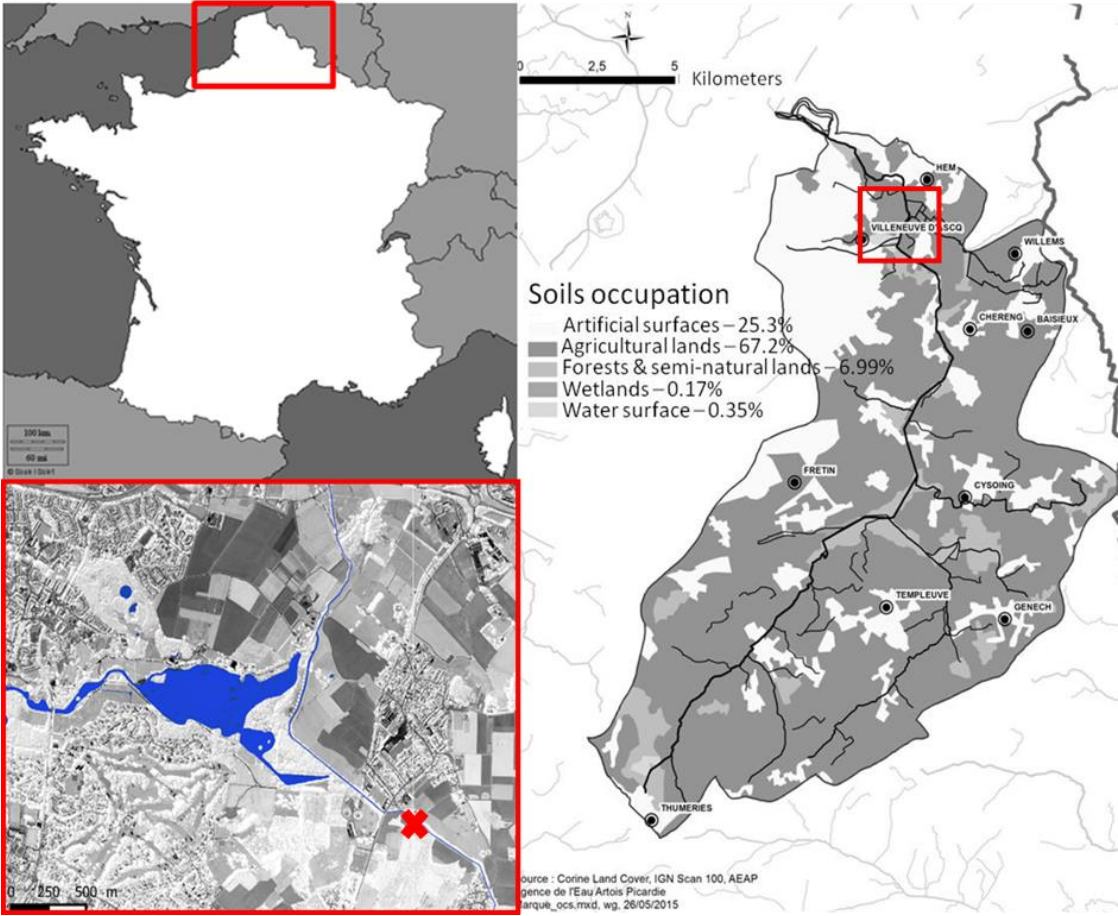 100 km
60 mi
N
0 2,5 5
Kilometers
HEM
VILLENEUVE D'ASCQ
WILLEMS
CHERENG
BAISIEUX
Soils occupation
Artificial surfaces – 25.3%
Agricultural lands – 67.2%
Forests & semi-natural lands – 6.99%
Wetlands – 0.17%
Water surface – 0.35%
FRETIN
CYSOING
TEMPLEUVE
GENECH
THUMERIES
0 250 500 m
ource : Corine Land Cover, IGN Scan 100, AEAP
gence de l'Eau Artois Picardie
arque_ocs.mxd, wg, 26/05/2015